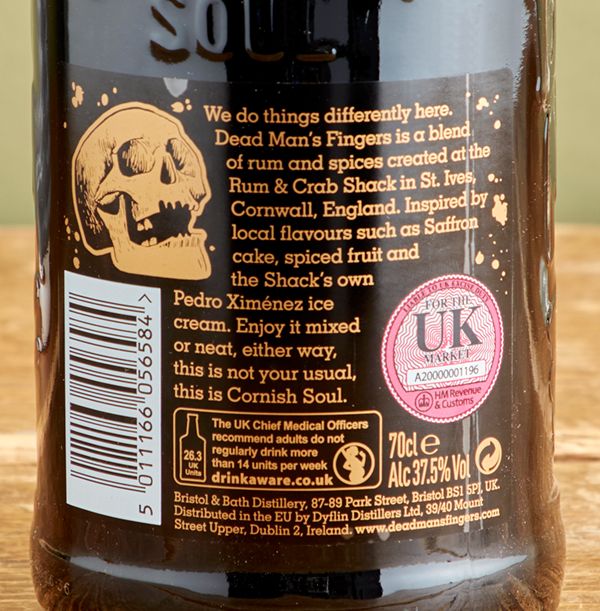 SOUL
We do things differently here.
Dead Man's Fingers is a blend
of rum and spices created at the
Rum & Crab Shack in St. Ives,
Cornwall, England. Inspired by
local flavours such as Saffron
cake, spiced fruit and
the Shack's own
Pedro Ximénez ice
cream. Enjoy it mixed
or neat, either way,
this is not your usual,
this is Cornish Soul.
5 011166 056584 >
LIABLE TO UK EXCISE DUTY
FOR THE
UK
MARKET
A20000001196
HM Revenue
& Customs
26.3
UK
Units
The UK Chief Medical Officers
recommend adults do not
regularly drink more
than 14 units per week
drinkaware.co.uk
70cl e
Alc 37.5% Vol
Bristol & Bath Distillery, 87-89 Park Street, Bristol BS1 5PJ, UK.
Distributed in the EU by Dyflin Distillers Ltd, 39/40 Mount
Street Upper, Dublin 2, Ireland. www.deadmansfingers.com